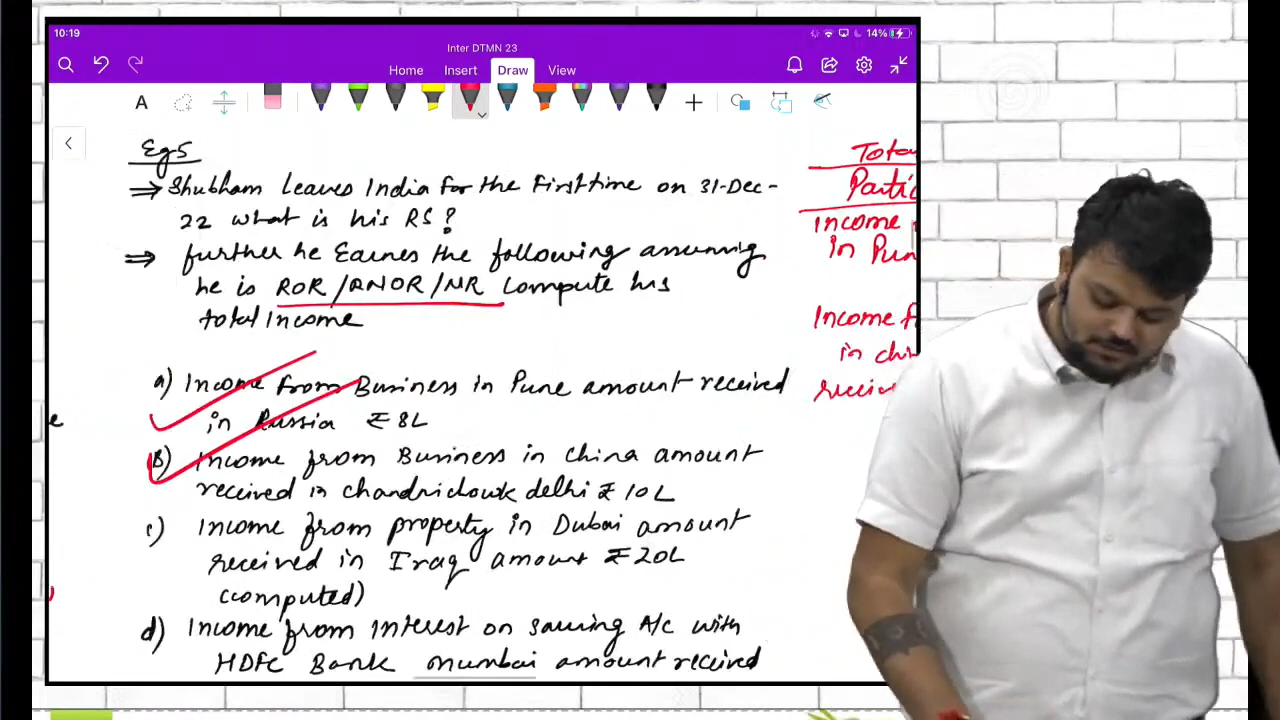 10:19
14%
Inter DTMN 23
Home Insert Draw View
A
Eg 5
⇒ Shubham leaves India for the First time on 31-Dec-
22 what is his RS?
⇒ further he Earnes the following assuming
he is ROR/RNOR/NR Compute his
total Income
a) Income from Business in Pune amount received
in Russia ₹ 8L
B) Income from Business in china amount
received in chandnichowk delhi ₹ 10L
c) Income from property in Dubai amount
received in Iraq amount ₹ 20L
(computed)
d) Income from Interest on saving A/c with
HDFC Bank mumbai amount received
e
Tota
Partic
Income
in Pun
Income f
in chi
receiv